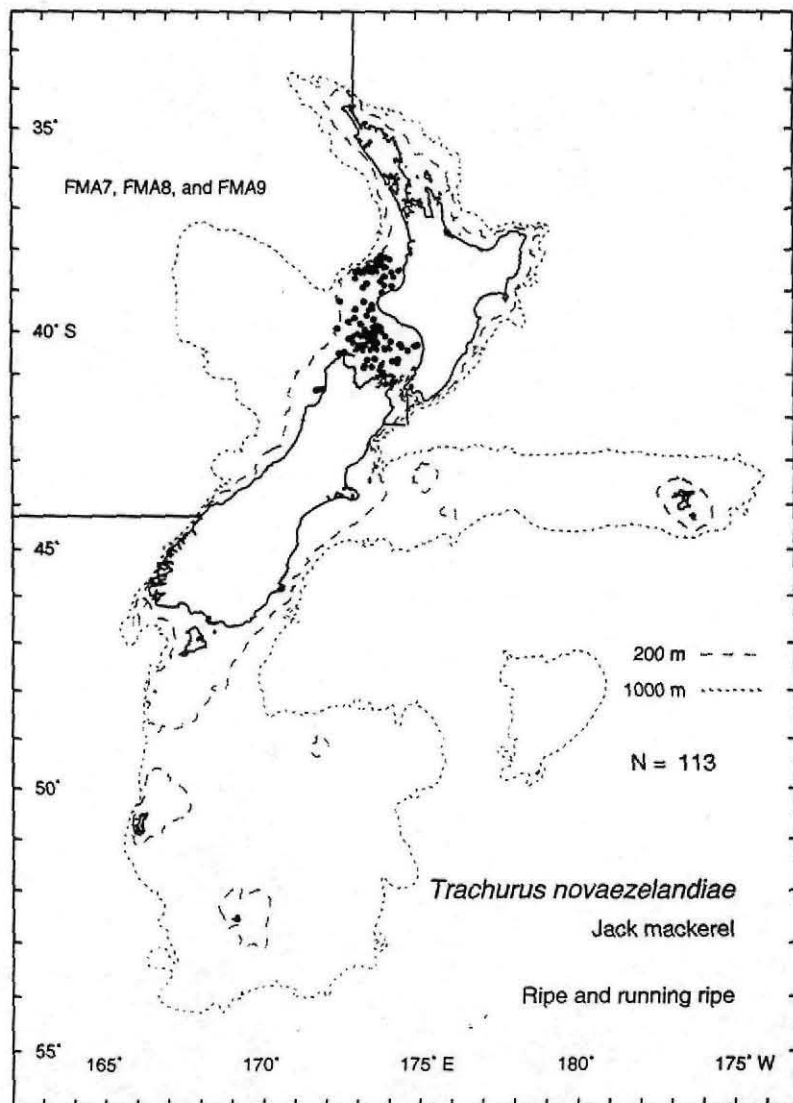 35°
FMA7, FMA8, and FMA9
40° S
45°
200 m
1000 m
N = 113
50°
Trachurus novaezelandiae
Jack mackerel
Ripe and running ripe
55°
165° 170° 175° E 180° 175° W